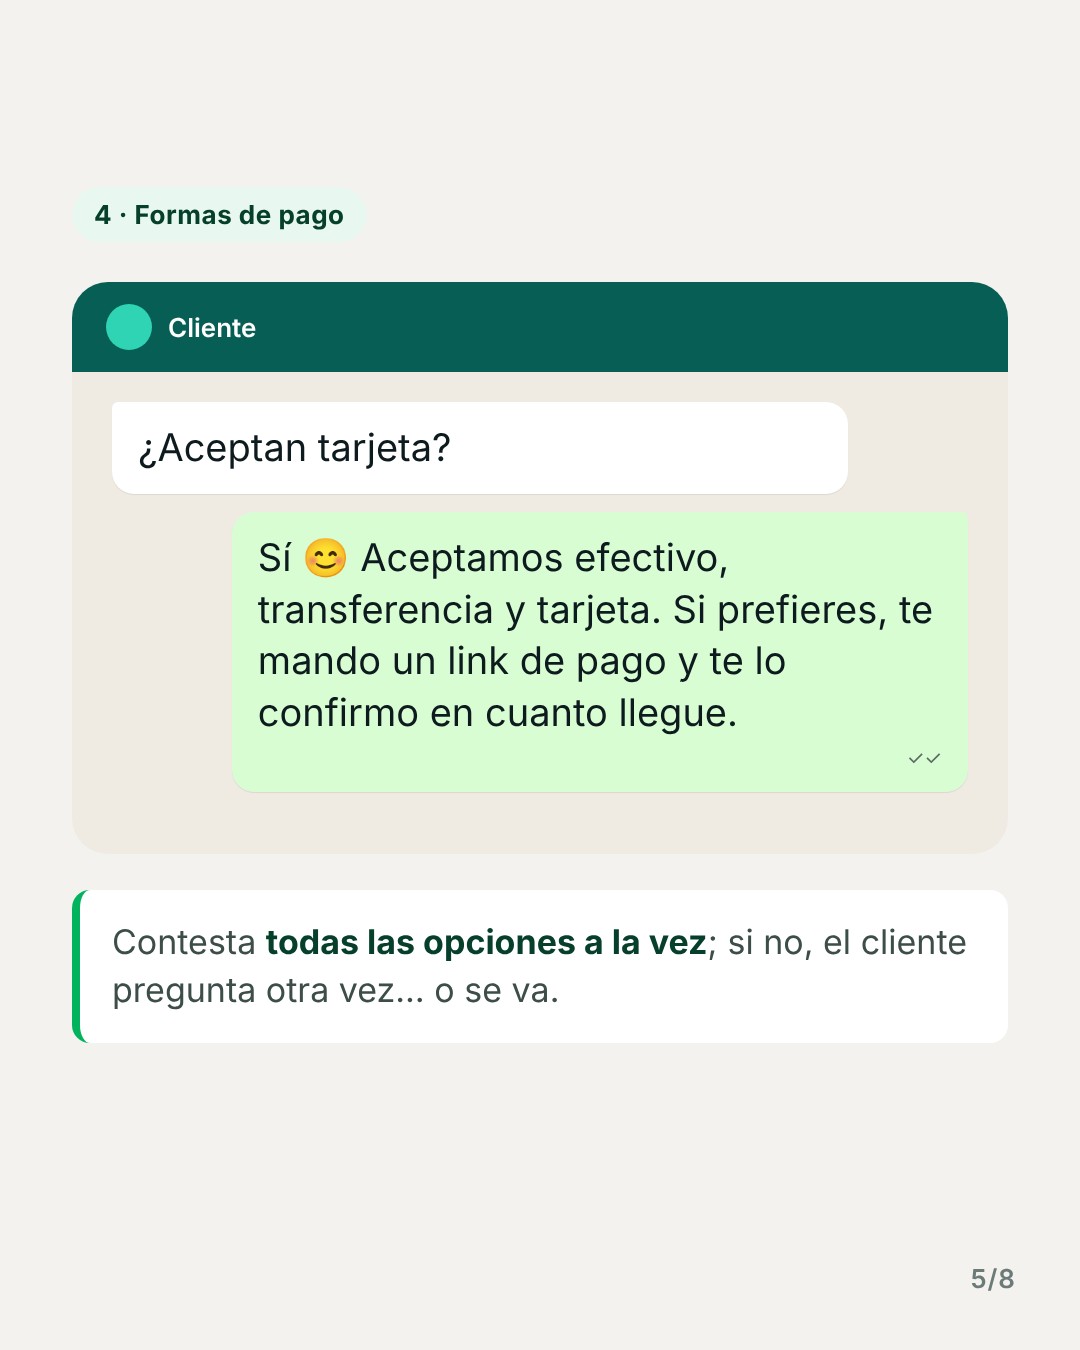 4 · Formas de pago
Cliente
¿Aceptan tarjeta?
Sí 😊 Aceptamos efectivo,
transferencia y tarjeta. Si prefieres, te
mando un link de pago y te lo
confirmo en cuanto llegue.
Contesta todas las opciones a la vez; si no, el cliente
pregunta otra vez... o se va.
5/8